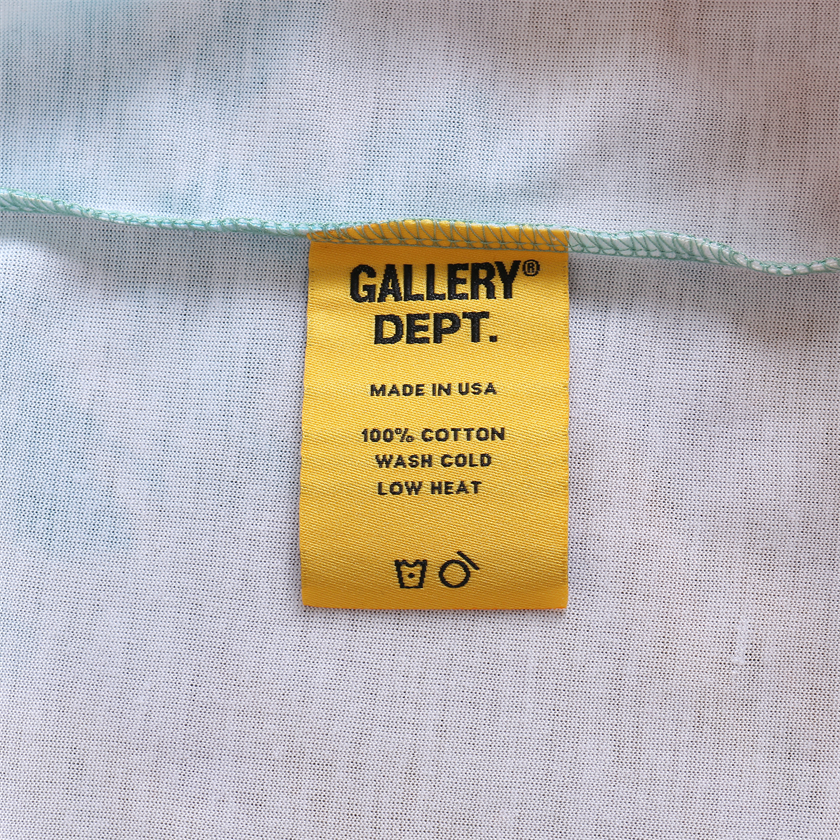 GALLERY®
DEPT.
MADE IN USA
100% COTTON
WASH COLD
LOW HEAT